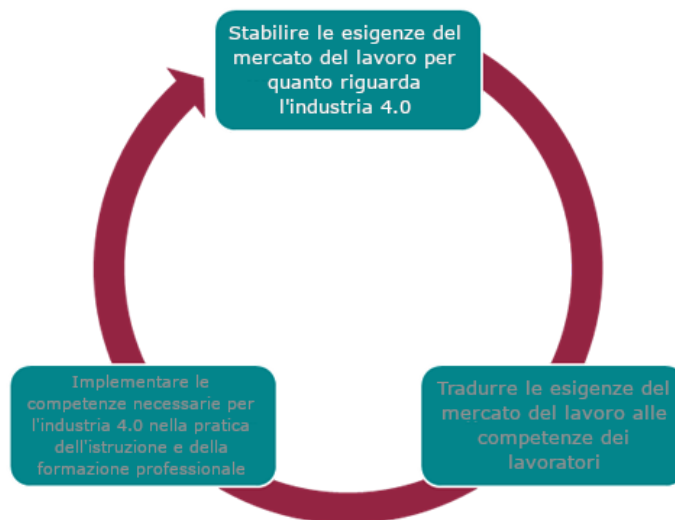 Stabilire le esigenze del
mercato del lavoro per
quanto riguarda
l'industria 4.0
Implementare le
competenze necessarie per
l'industria 4.0 nella pratica
dell'istruzione e della
formazione professionale
Tradurre le esigenze del
mercato del lavoro alle
competenze dei
lavoratori